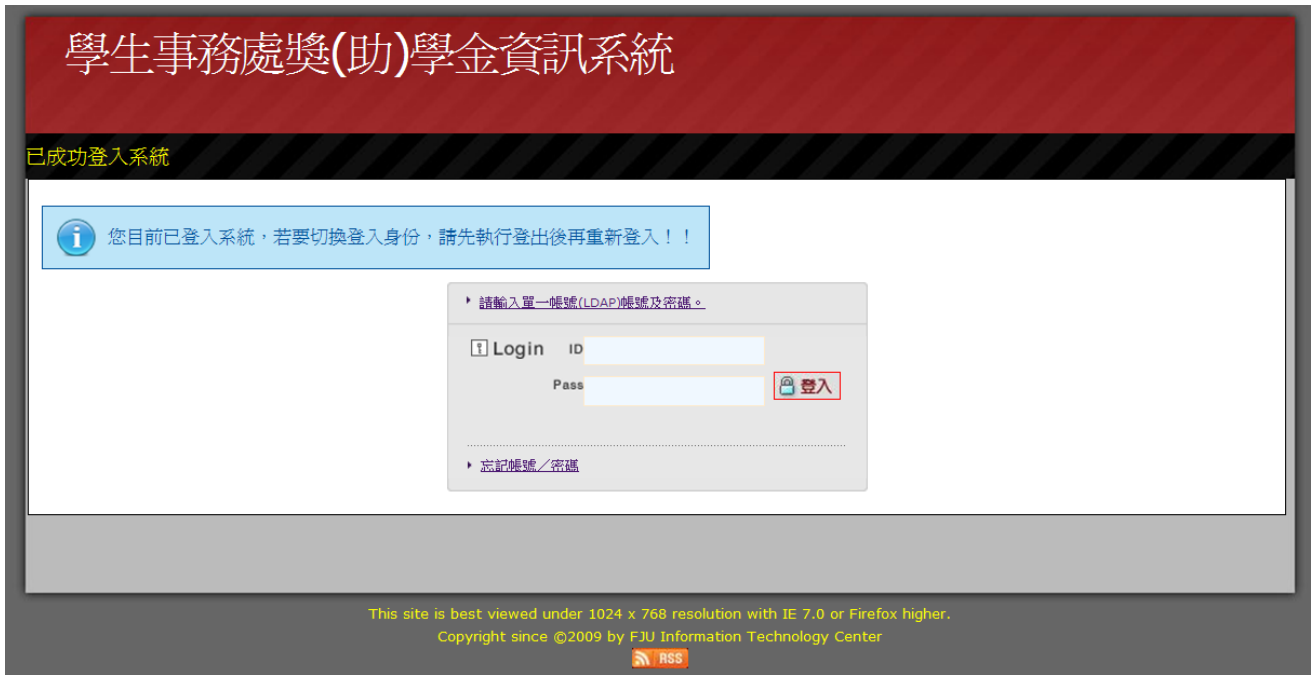 學生事務處獎(助)學金資訊系統
已成功登入系統
您目前已登入系統，若要切換登入身份，請先執行登出後再重新登入！！
請輸入單一帳號(LDAP)帳號及密碼。
Login ID
Pass
登入
忘記帳號／密碼
This site is best viewed under 1024 x 768 resolution with IE 7.0 or Firefox higher.
Copyright since ©2009 by FJU Information Technology Center
RSS